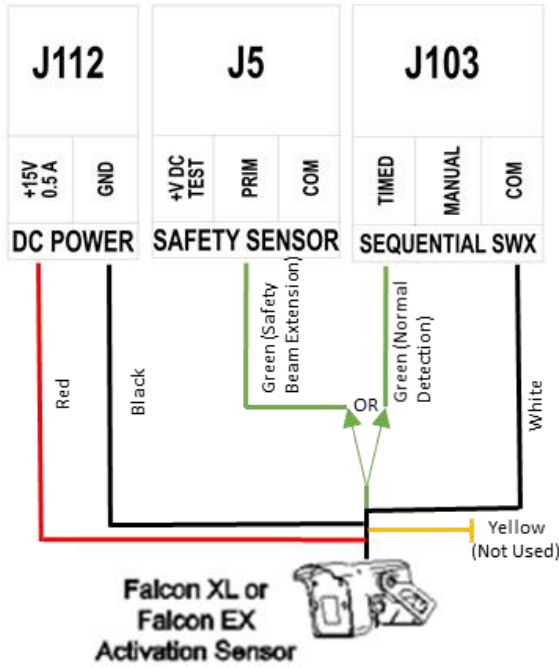 J112
J5
J103
+15V
0.5 A
GND
+V DC
TEST
PRIM
COM
TIMED
MANUAL
COM
DC POWER
SAFETY SENSOR
SEQUENTIAL SWX
Red
Black
Green (Safety
Beam Extension)
OR
Green (Normal
Detection)
White
Yellow
(Not Used)
Falcon XL or
Falcon EX
Activation Sensor